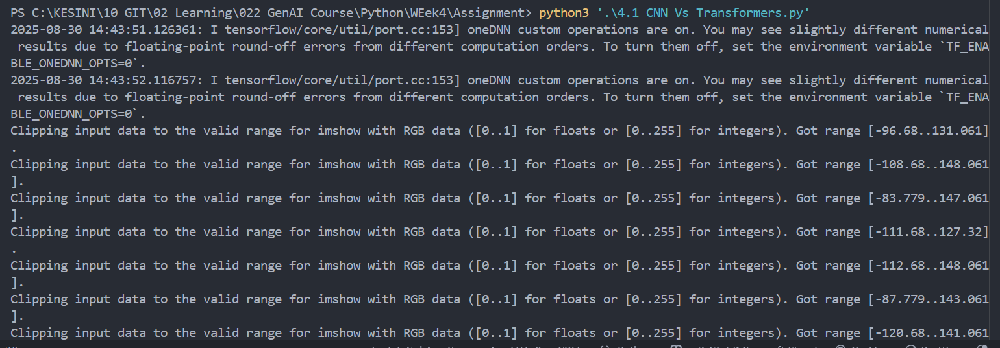 PS C:\KESINI\10 GIT\02 Learning\022 GenAI Course\Python\WEek4\Assignment> python3 '.\4.1 CNN Vs Transformers.py'
2025-08-30 14:43:51.126361: I tensorflow/core/util/port.cc:153] oneDNN custom operations are on. You may see slightly different numerical
 results due to floating-point round-off errors from different computation orders. To turn them off, set the environment variable `TF_ENA
BLE_ONEDNN_OPTS=0`.
2025-08-30 14:43:52.116757: I tensorflow/core/util/port.cc:153] oneDNN custom operations are on. You may see slightly different numerical
 results due to floating-point round-off errors from different computation orders. To turn them off, set the environment variable `TF_ENA
BLE_ONEDNN_OPTS=0`.
Clipping input data to the valid range for imshow with RGB data ([0..1] for floats or [0..255] for integers). Got range [-96.68..131.061]
.
Clipping input data to the valid range for imshow with RGB data ([0..1] for floats or [0..255] for integers). Got range [-108.68..148.061
].
Clipping input data to the valid range for imshow with RGB data ([0..1] for floats or [0..255] for integers). Got range [-83.779..147.061
].
Clipping input data to the valid range for imshow with RGB data ([0..1] for floats or [0..255] for integers). Got range [-111.68..127.32]
.
Clipping input data to the valid range for imshow with RGB data ([0..1] for floats or [0..255] for integers). Got range [-112.68..148.061
].
Clipping input data to the valid range for imshow with RGB data ([0..1] for floats or [0..255] for integers). Got range [-87.779..143.061
].
Clipping input data to the valid range for imshow with RGB data ([0..1] for floats or [0..255] for integers). Got range [-120.68..141.061